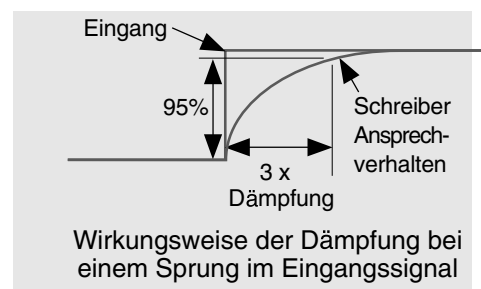 Eingang
95%
Schreiber
Ansprech-
verhalten
3 x
Dämpfung
Wirkungsweise der Dämpfung bei
einem Sprung im Eingangssignal